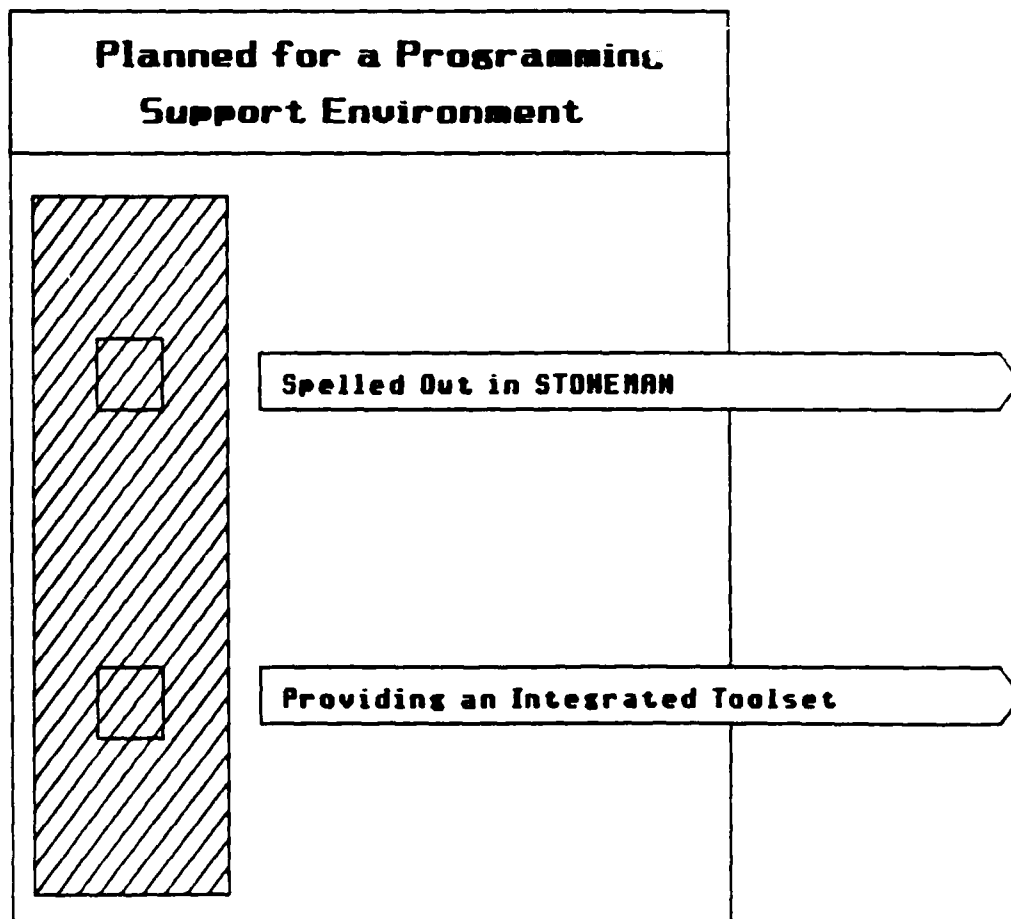 Planned for a Programming
Support Environment
Spelled Out in STONEMAN
Providing an Integrated Toolset